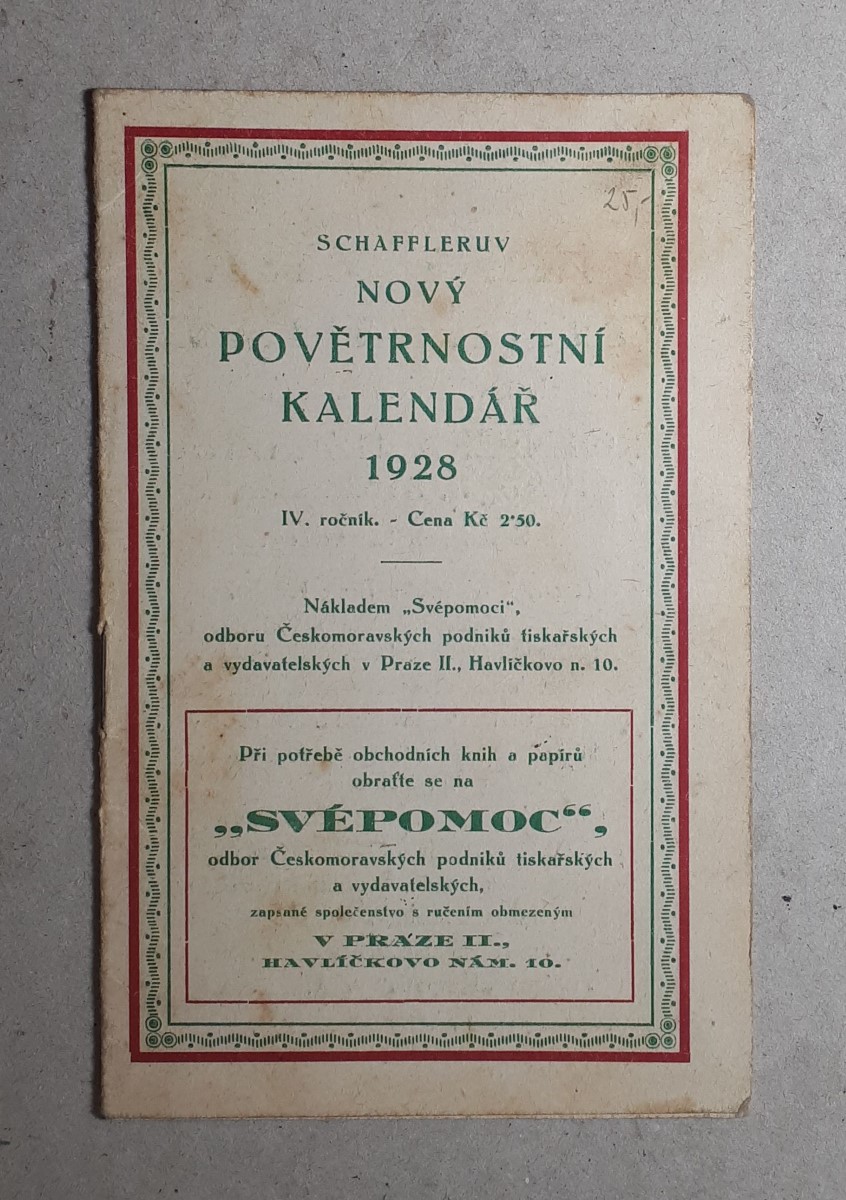 25,-
SCHAFFLERUV
NOVÝ
POVĚTRNOSTNÍ
KALENDÁŘ
1928
IV. ročník. - Cena Kč 2·50.
Nákladem „Svépomoci“,
odboru Českomoravských podniků tiskařských
a vydavatelských v Praze II., Havlíčkovo n. 10.
Při potřebě obchodních knih a papírů
obraťte se na
„SVÉPOMOC“,
odbor Českomoravských podniků tiskařských
a vydavatelských,
zapsané společenstvo s ručením obmezeným
V PRAZE II.,
HAVLÍČKOVO NÁM. 10.